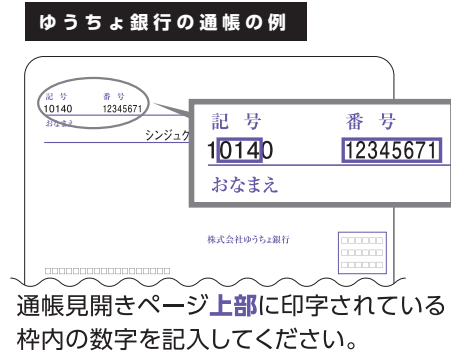 ゆうちょ銀行の通帳の例
記号 番号
10140 12345671
おなまえ
シンジュク
記号 番号
10140 12345671
おなまえ
株式会社ゆうちょ銀行
通帳見開きページ上部に印字されている
枠内の数字を記入してください。